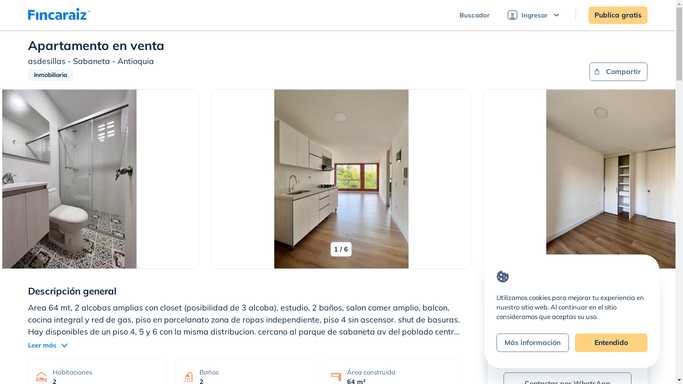 Fincaraiz
Buscador
Ingresar
Publica gratis
Apartamento en venta
asdesillas - Sabaneta - Antioquia
Inmobiliaria
Compartir
1 / 6
Descripción general
Area 64 mt, 2 alcobas amplias con closet (posibilidad de 3 alcoba), estudio, 2 baños, salon comer amplio, balcon,
cocina integral y red de gas, piso en porcelanato zona de ropas independiente, piso 4 sin ascensor. shut de basuras.
Hay disponibles de un piso 4, 5 y 6 con la misma distribucion. cercano al parque de sabaneta av del poblado centr...
Leer más
Habitaciones
2
Baños
2
Área construida
64 m²
Utilizamos cookies para mejorar tu experiencia en
nuestro sitio web. Al continuar en el sitio
consideramos que aceptas su uso.
Más información
Entendido
Contactar por WhatsApp